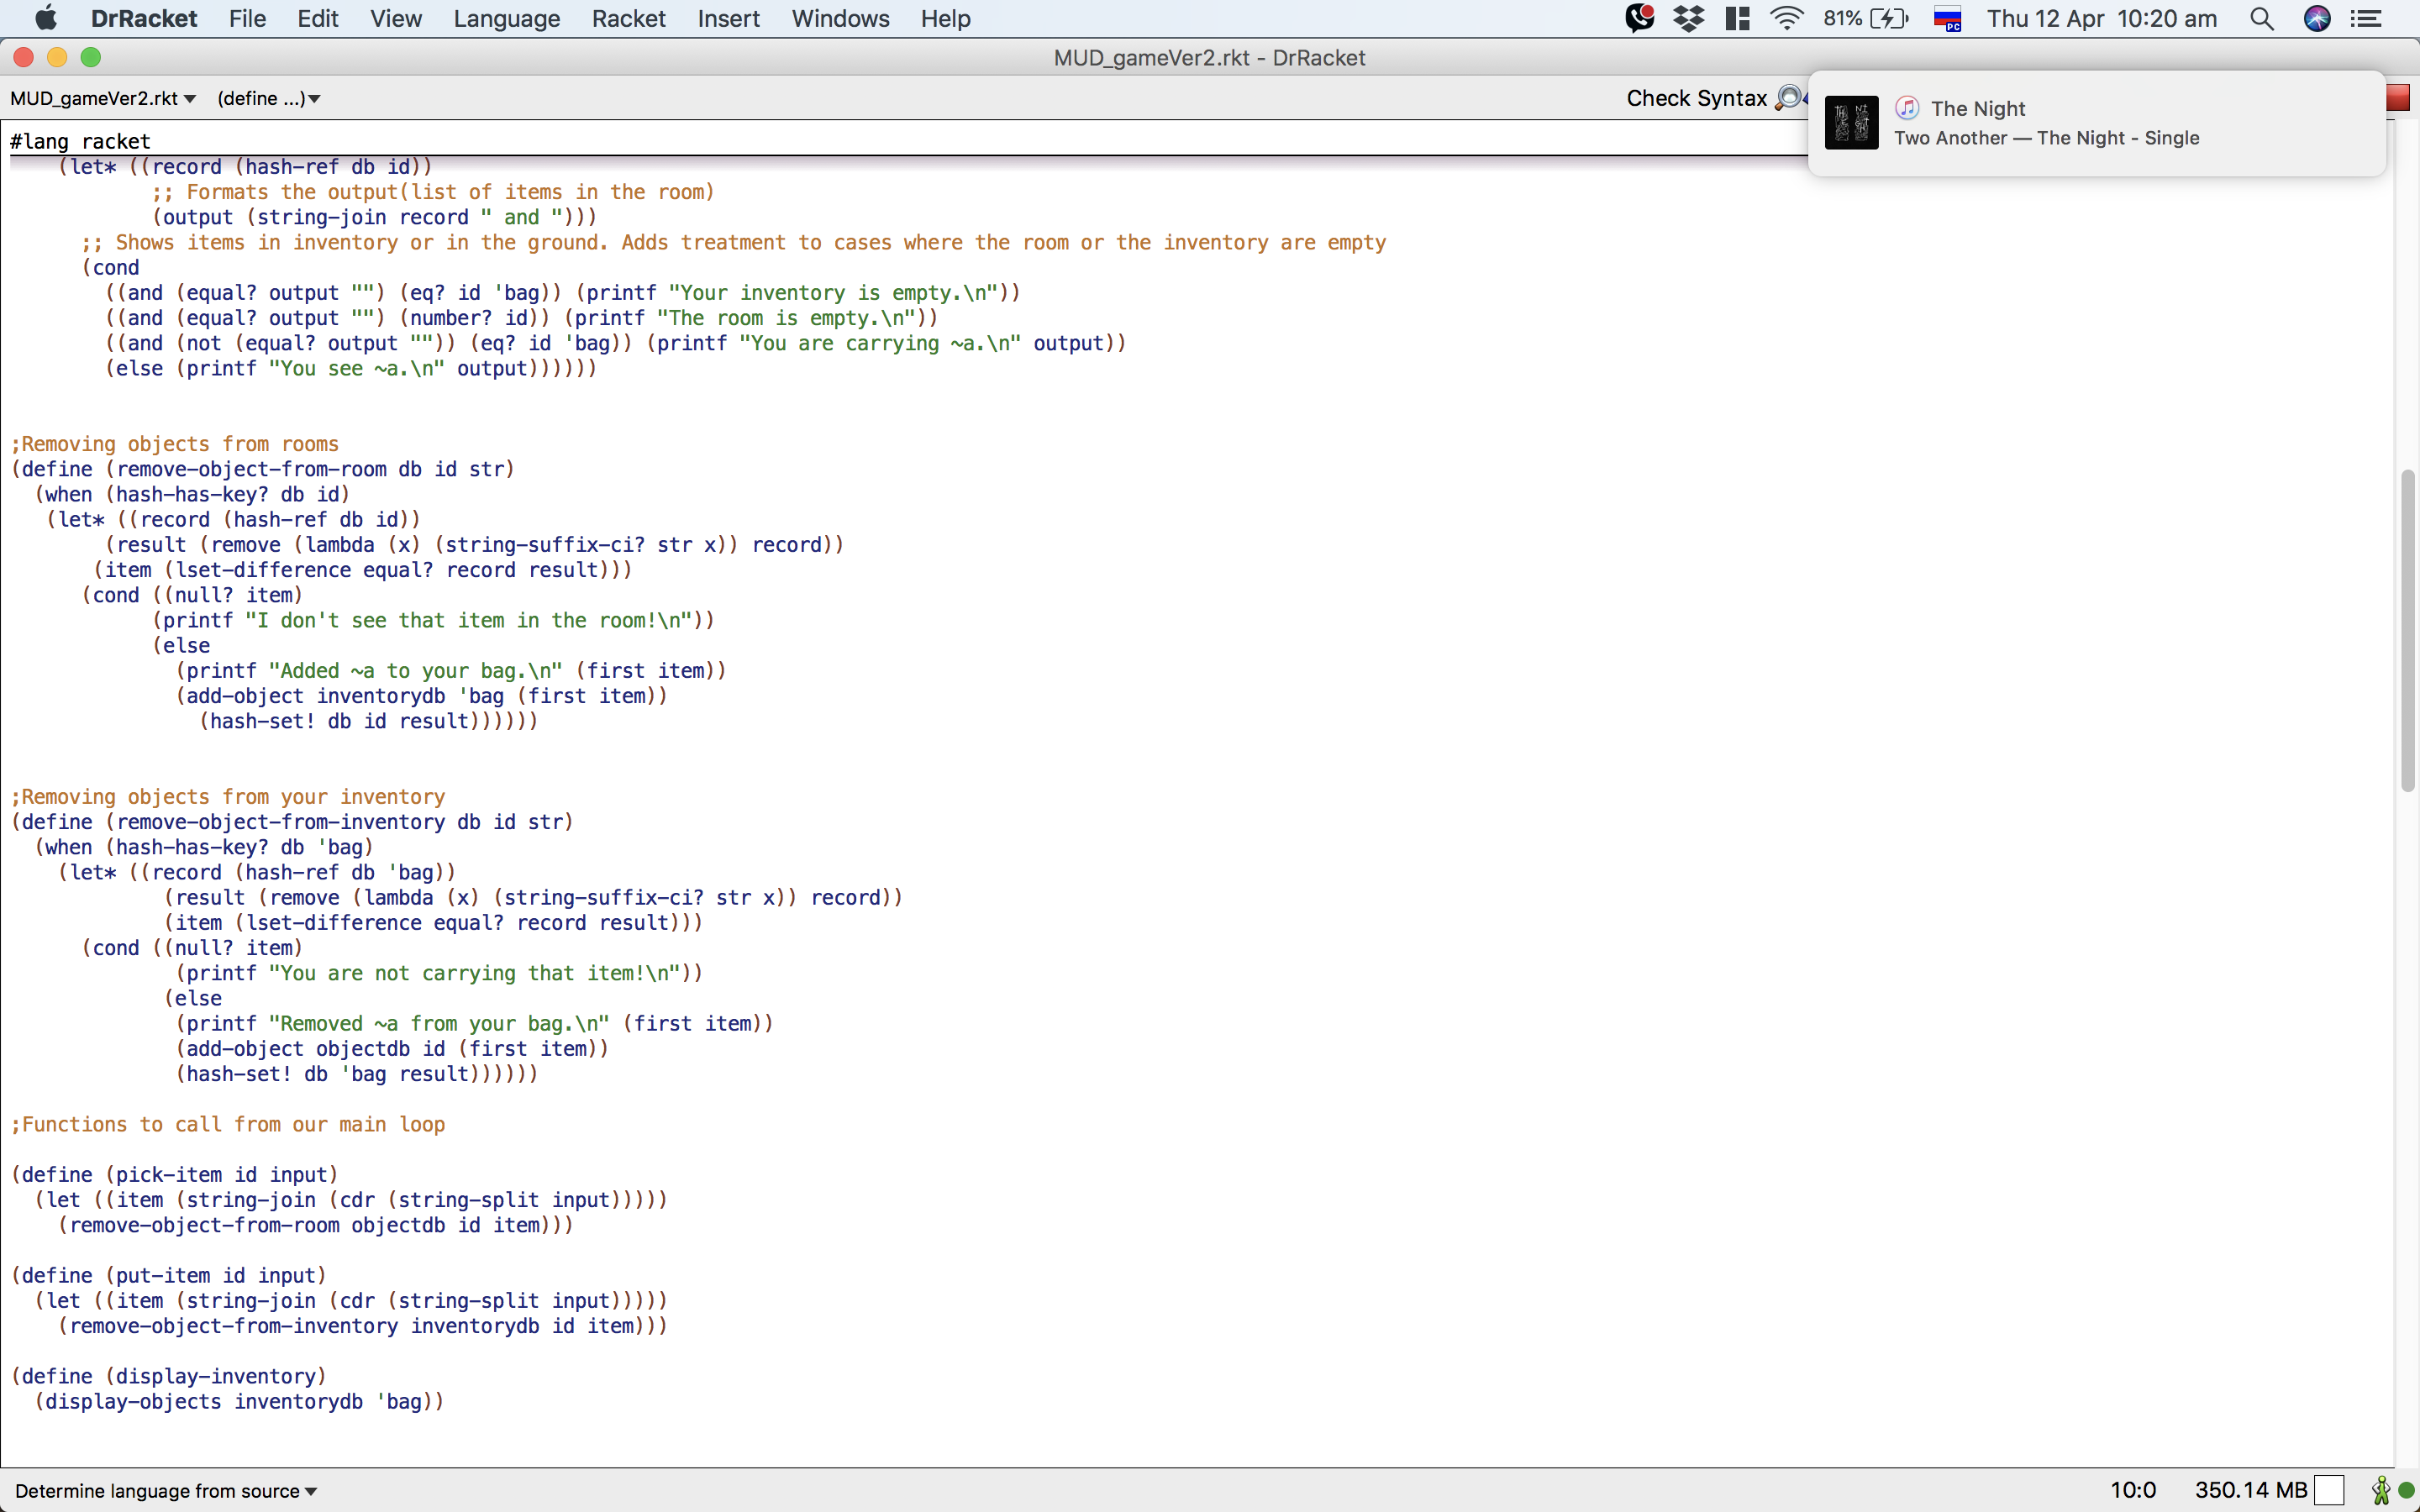 DrRacket File Edit View Language Racket Insert Windows Help 81% PC Thu 12 Apr 10:20 am
MUD_gameVer2.rkt - DrRacket
MUD_gameVer2.rkt (define ...) Check Syntax
The Night
Two Another — The Night - Single
#lang racket
(let* ((record (hash-ref db id))
;; Formats the output(list of items in the room)
(output (string-join record " and ")))
;; Shows items in inventory or in the ground. Adds treatment to cases where the room or the inventory are empty
(cond
((and (equal? output "") (eq? id 'bag)) (printf "Your inventory is empty.\n"))
((and (equal? output "") (number? id)) (printf "The room is empty.\n"))
((and (not (equal? output "")) (eq? id 'bag)) (printf "You are carrying ~a.\n" output))
(else (printf "You see ~a.\n" output))))))
;Removing objects from rooms
(define (remove-object-from-room db id str)
(when (hash-has-key? db id)
(let* ((record (hash-ref db id))
(result (remove (lambda (x) (string-suffix-ci? str x)) record))
(item (lset-difference equal? record result)))
(cond ((null? item)
(printf "I don't see that item in the room!\n"))
(else
(printf "Added ~a to your bag.\n" (first item))
(add-object inventorydb 'bag (first item))
(hash-set! db id result))))))
;Removing objects from your inventory
(define (remove-object-from-inventory db id str)
(when (hash-has-key? db 'bag)
(let* ((record (hash-ref db 'bag))
(result (remove (lambda (x) (string-suffix-ci? str x)) record))
(item (lset-difference equal? record result)))
(cond ((null? item)
(printf "You are not carrying that item!\n"))
(else
(printf "Removed ~a from your bag.\n" (first item))
(add-object objectdb id (first item))
(hash-set! db 'bag result))))))
;Functions to call from our main loop
(define (pick-item id input)
(let ((item (string-join (cdr (string-split input)))))
(remove-object-from-room objectdb id item)))
(define (put-item id input)
(let ((item (string-join (cdr (string-split input)))))
(remove-object-from-inventory inventorydb id item)))
(define (display-inventory)
(display-objects inventorydb 'bag))
Determine language from source 10:0 350.14 MB